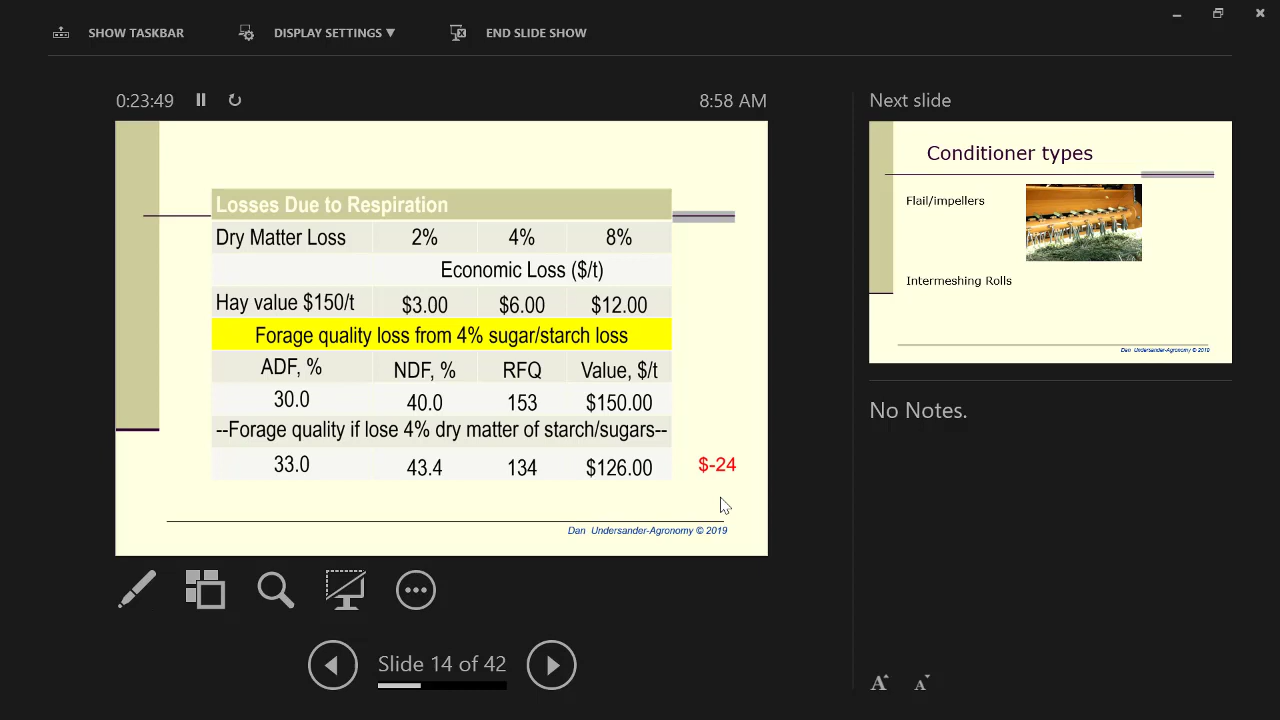 SHOW TASKBAR
DISPLAY SETTINGS ▼
END SLIDE SHOW
0:23:49
8:58 AM
Losses Due to Respiration
Dry Matter Loss 2% 4% 8%
Economic Loss ($/t)
Hay value $150/t $3.00 $6.00 $12.00
Forage quality loss from 4% sugar/starch loss
ADF, % NDF, % RFQ Value, $/t
30.0 40.0 153 $150.00
--Forage quality if lose 4% dry matter of starch/sugars--
33.0 43.4 134 $126.00 $-24
Dan Undersander-Agronomy © 2019
Slide 14 of 42
Next slide
Conditioner types
Flail/impellers
Intermeshing Rolls
Dan Undersander-Agronomy © 2019
No Notes.
A A